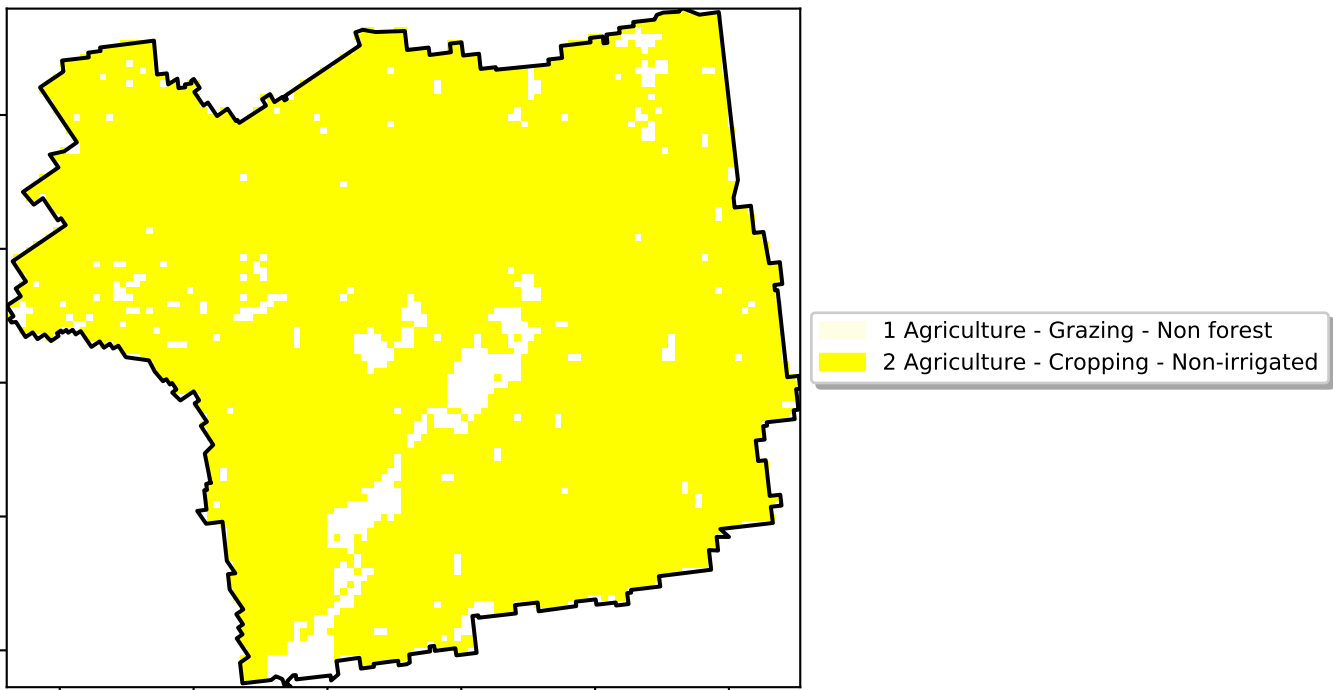 1 Agriculture - Grazing - Non forest
2 Agriculture - Cropping - Non-irrigated